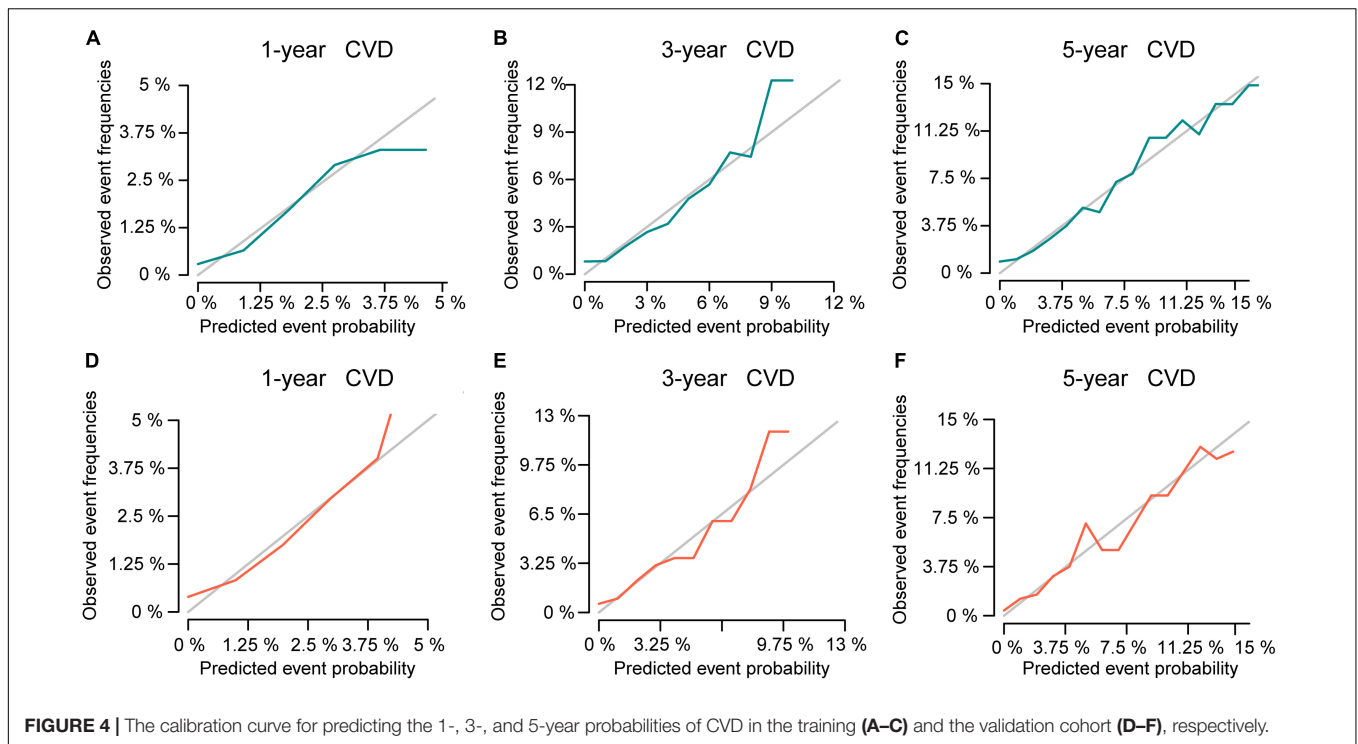 A
1-year CVD
Observed event frequencies
5 %
3.75 %
2.5 %
1.25 %
0 %
0 % 1.25 % 2.5 % 3.75 % 5 %
Predicted event probability
B
3-year CVD
Observed event frequencies
12 %
9 %
6 %
3 %
0 %
0 % 3 % 6 % 9 % 12 %
Predicted event probability
C
5-year CVD
Observed event frequencies
15 %
11.25 %
7.5 %
3.75 %
0 %
0 % 3.75 % 7.5 % 11.25 % 15 %
Predicted event probability
D
1-year CVD
Observed event frequencies
5 %
3.75 %
2.5 %
1.25 %
0 %
0 % 1.25 % 2.5 % 3.75 % 5 %
Predicted event probability
E
3-year CVD
Observed event frequencies
13 %
9.75 %
6.5 %
3.25 %
0 %
0 % 3.25 % 9.75 % 13 %
Predicted event probability
F
5-year CVD
Observed event frequencies
15 %
11.25 %
7.5 %
3.75 %
0 %
0 % 3.75 % 7.5 % 11.25 % 15 %
Predicted event probability
FIGURE 4 | The calibration curve for predicting the 1-, 3-, and 5-year probabilities of CVD in the training (A–C) and the validation cohort (D–F), respectively.